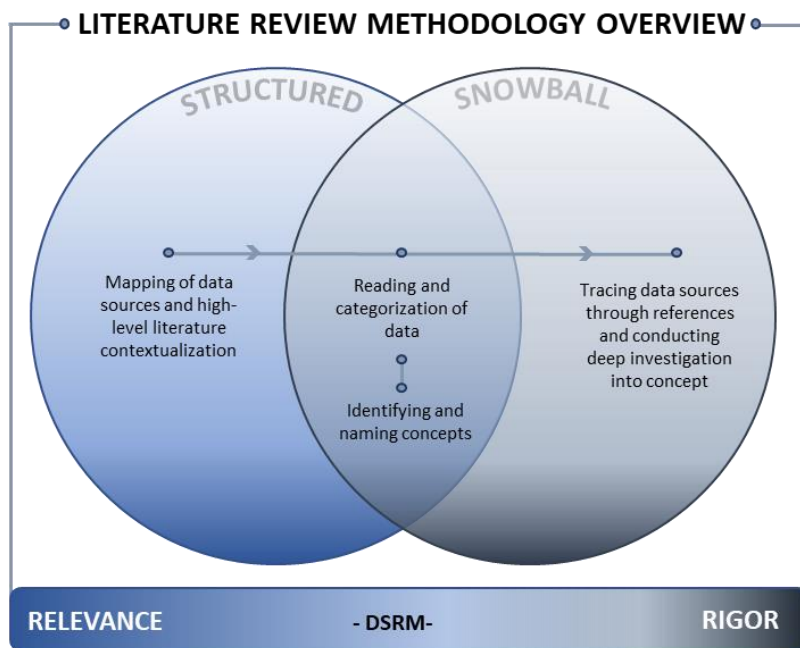 LITERATURE REVIEW METHODOLOGY OVERVIEW
STRUCTURED
SNOWBALL
Mapping of data
sources and high-
level literature
contextualization
Reading and
categorization of
data
Identifying and
naming concepts
Tracing data sources
through references
and conducting
deep investigation
into concept
RELEVANCE
- DSRM-
RIGOR